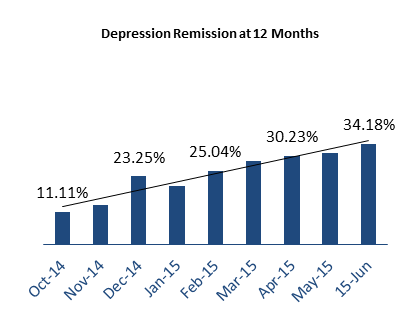 Depression Remission at 12 Months
34.18%
30.23%
23.25%
25.04%
11.11%
Oct-14
Nov-14
Dec-14
Jan-15
Feb-15
Mar-15
Apr-15
May-15
15-Jun